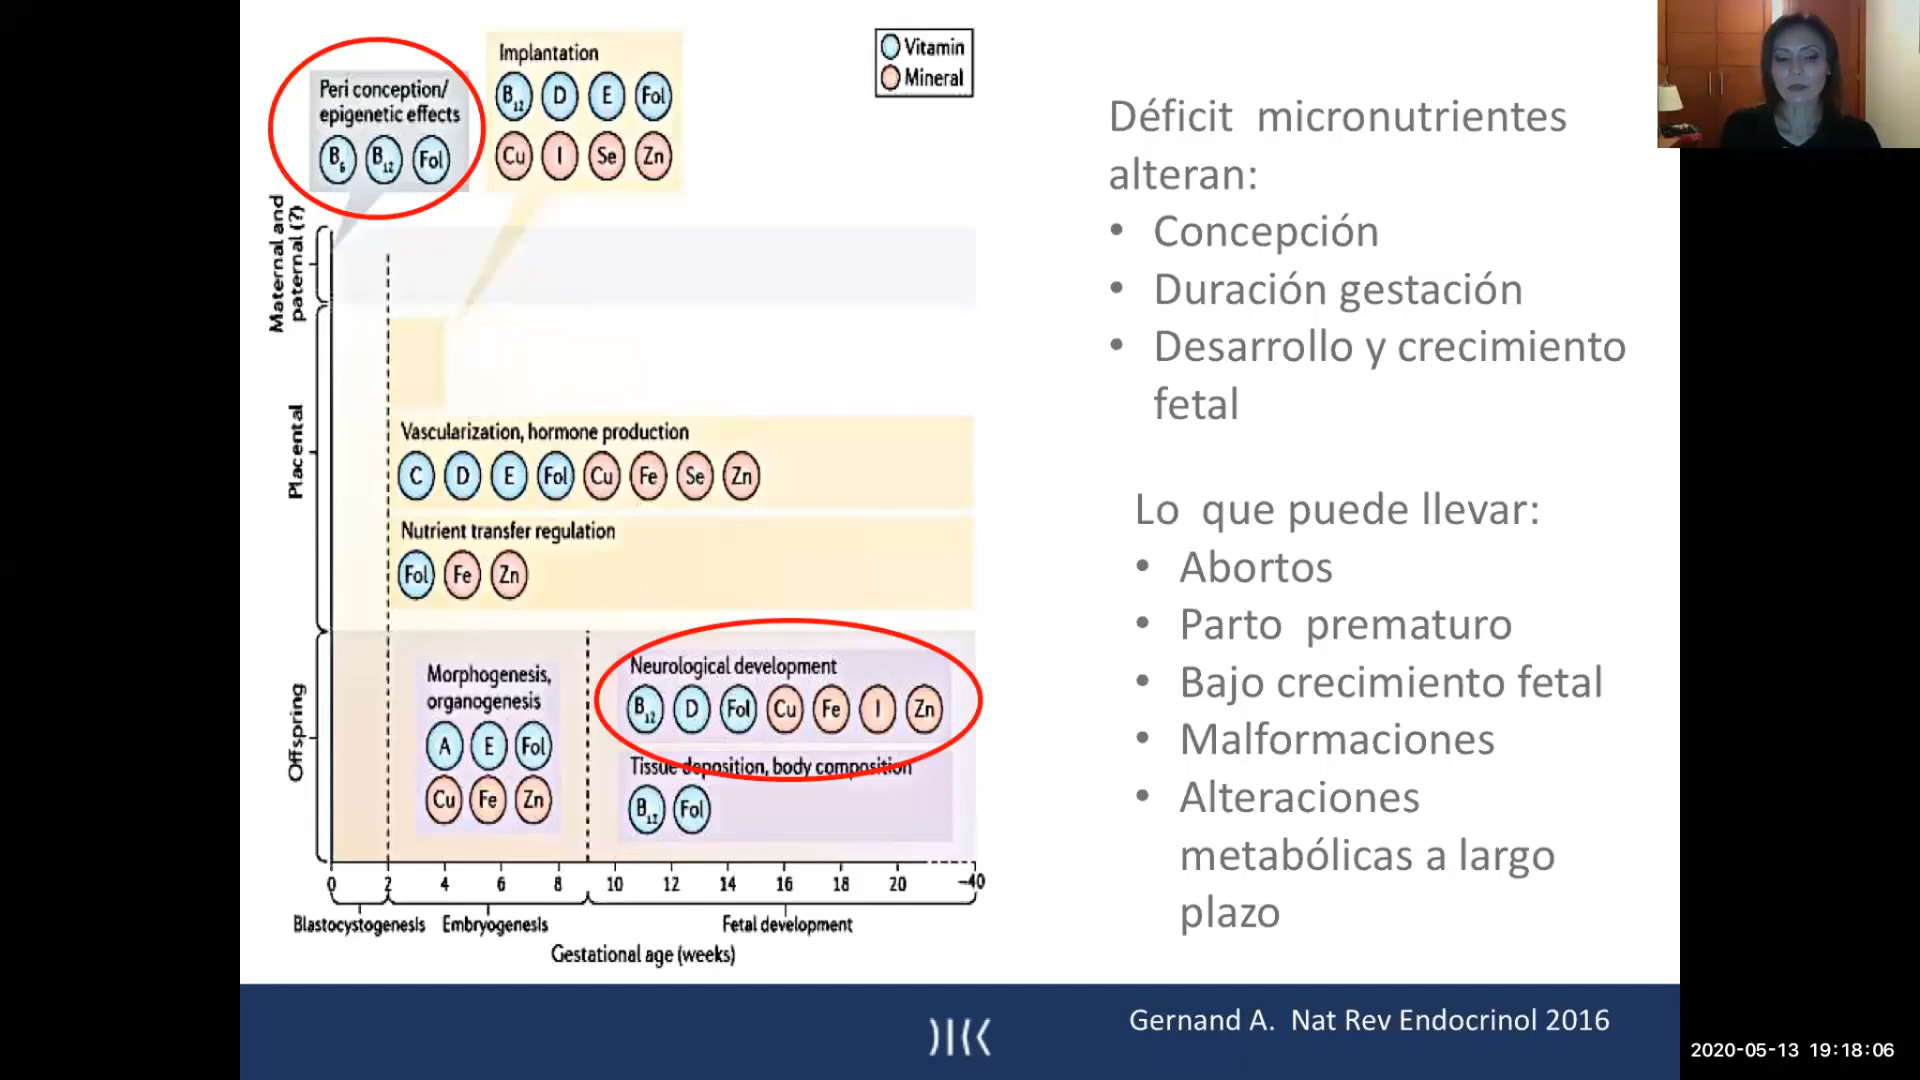 Peri conception/
epigenetic effects
B6 B12 Fol
Implantation
B12 D E Fol
Cu I Se Zn
Vitamin
Mineral
Maternal and
paternal (?)
Placental
Vascularization, hormone production
C D E Fol Cu Fe Se Zn
Nutrient transfer regulation
Fol Fe Zn
Offspring
Morphogenesis,
organogenesis
A E Fol
Cu Fe Zn
Neurological development
B12 D Fol Cu Fe I Zn
Tissue deposition, body composition
B12 Fol
0 2 4 6 8 10 12 14 16 18 20 ~40
Blastocystogenesis Embryogenesis Fetal development
Gestational age (weeks)
Déficit micronutrientes
alteran:
• Concepción
• Duración gestación
• Desarrollo y crecimiento
fetal
Lo que puede llevar:
• Abortos
• Parto prematuro
• Bajo crecimiento fetal
• Malformaciones
• Alteraciones
metabólicas a largo
plazo
Gernand A. Nat Rev Endocrinol 2016
2020-05-13 19:18:06